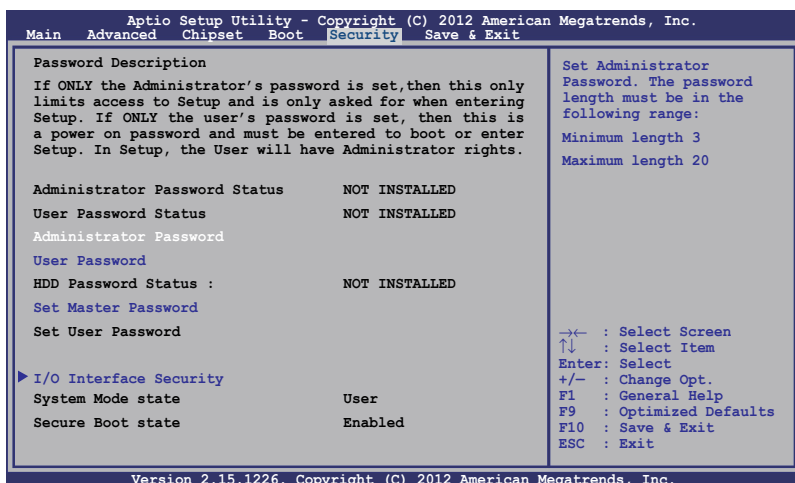 Aptio Setup Utility - Copyright (C) 2012 American Megatrends, Inc.
Main Advanced Chipset Boot Security Save & Exit
Password Description
If ONLY the Administrator's password is set,then this only
limits access to Setup and is only asked for when entering
Setup. If ONLY the user's password is set, then this is
a power on password and must be entered to boot or enter
Setup. In Setup, the User will have Administrator rights.
Administrator Password Status NOT INSTALLED
User Password Status NOT INSTALLED
Administrator Password
User Password
HDD Password Status : NOT INSTALLED
Set Master Password
Set User Password
I/O Interface Security
System Mode state User
Secure Boot state Enabled
Set Administrator
Password. The password
length must be in the
following range:
Minimum length 3
Maximum length 20
→← : Select Screen
↑↓ : Select Item
Enter: Select
+/— : Change Opt.
F1 : General Help
F9 : Optimized Defaults
F10 : Save & Exit
ESC : Exit
Version 2.15.1226. Copyright (C) 2012 American Megatrends, Inc.